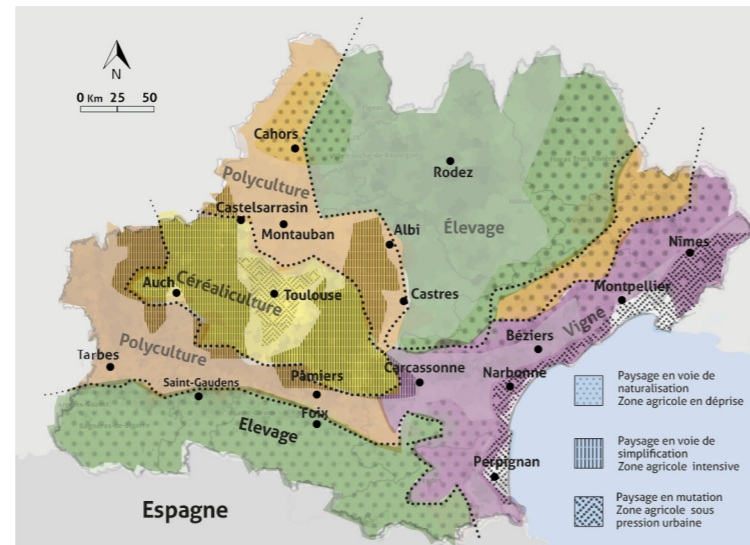 N
0 Km 25 50
Cahors
Rodez
Polyculture
Castelsarrasin
Montauban
Albi
Élevage
Nîmes
Auch
Céréaliculture
Toulouse
Castres
Montpellier
Vigne
Béziers
Polyculture
Tarbes
Saint-Gaudens
Pamiers
Carcassonne
Narbonne
Foix
Elevage
Perpignan
Espagne
Paysage en voie de
naturalisation
Zone agricole en déprise
Paysage en voie de
simplification
Zone agricole intensive
Paysage en mutation
Zone agricole sous
pression urbaine